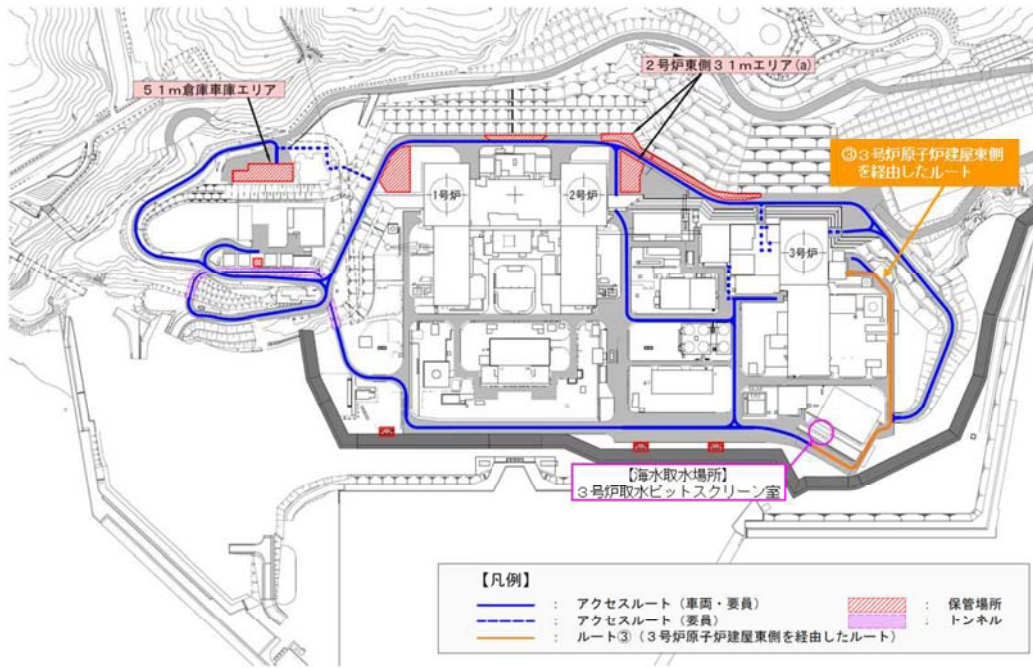 ２号炉東側３１ｍエリア(a)
５１ｍ倉庫車庫エリア
③３号炉原子炉建屋東側
を経由したルート
1号炉
2号炉
3号炉
【海水取水場所】
３号炉取水ピットスクリーン室
【凡例】
： アクセスルート（車両・要員）
： アクセスルート（要員）
： ルート③（３号炉原子炉建屋東側を経由したルート）
： 保管場所
： トンネル